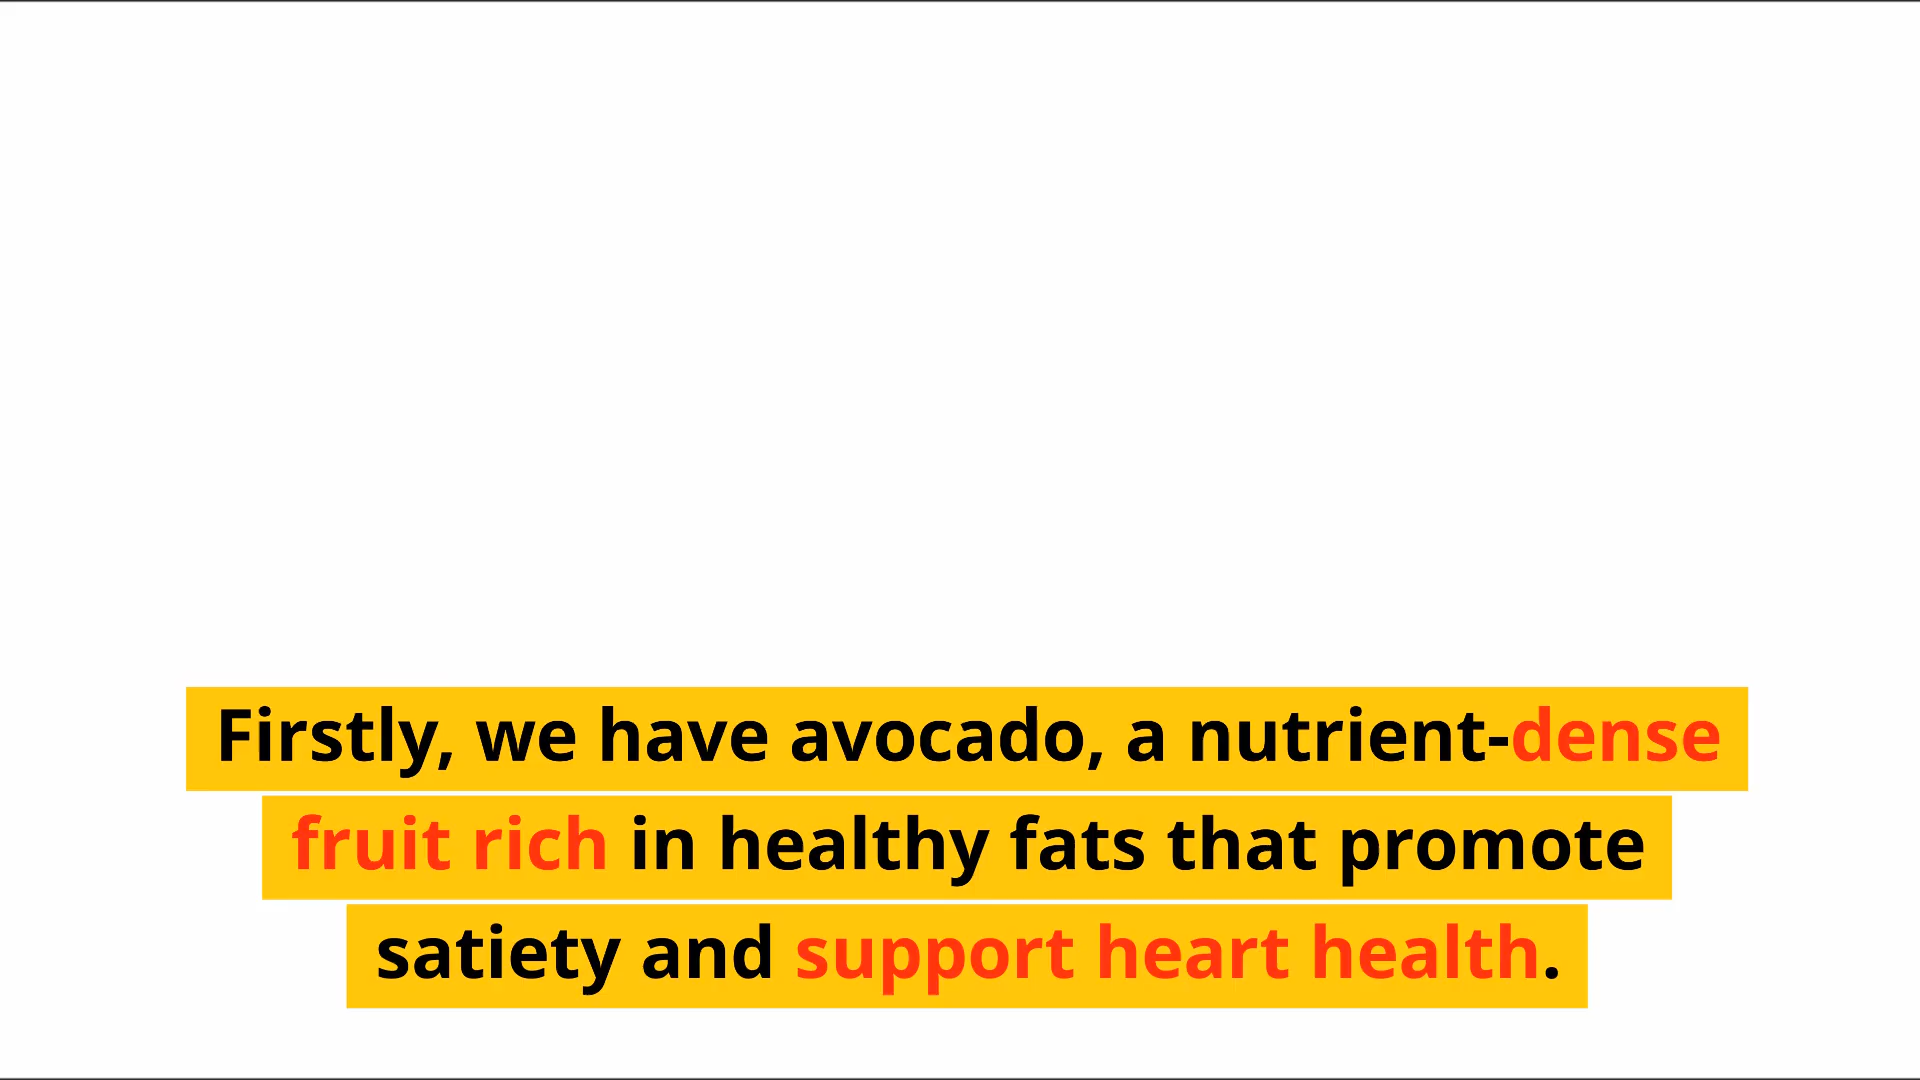 Firstly, we have avocado, a nutrient-dense
fruit rich in healthy fats that promote
satiety and support heart health.